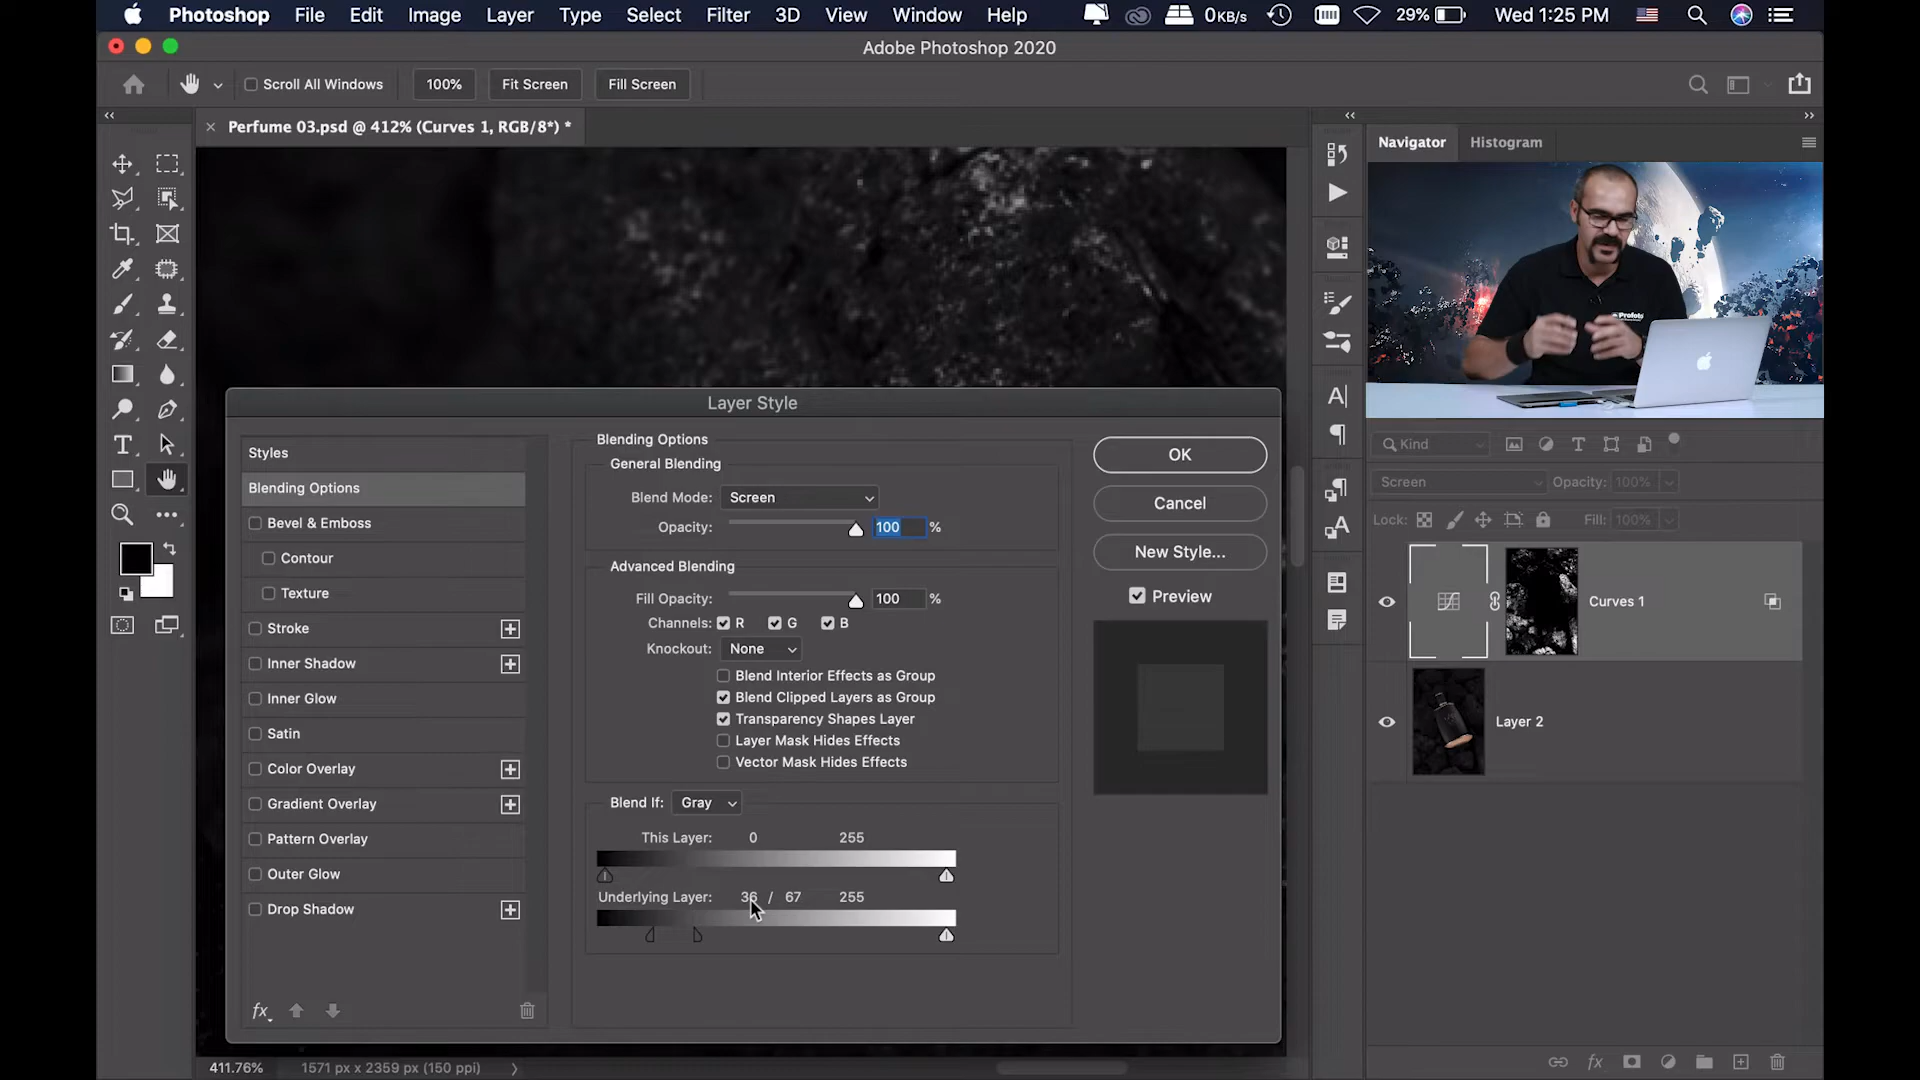 Photoshop File Edit Image Layer Type Select Filter 3D View Window Help 0KB/s 29% Wed 1:25 PM
Adobe Photoshop 2020
Scroll All Windows 100% Fit Screen Fill Screen
× Perfume 03.psd @ 412% (Curves 1, RGB/8*) *
Navigator Histogram
Profoto
Layer Style
Styles
Blending Options
Bevel & Emboss
Contour
Texture
Stroke
Inner Shadow
Inner Glow
Satin
Color Overlay
Gradient Overlay
Pattern Overlay
Outer Glow
Drop Shadow
fx
Blending Options
General Blending
Blend Mode: Screen
Opacity: 100 %
Advanced Blending
Fill Opacity: 100 %
Channels: R G B
Knockout: None
Blend Interior Effects as Group
Blend Clipped Layers as Group
Transparency Shapes Layer
Layer Mask Hides Effects
Vector Mask Hides Effects
Blend If: Gray
This Layer: 0 255
Underlying Layer: 36 / 67 255
OK
Cancel
New Style...
Preview
Kind
Screen Opacity: 100%
Lock: Fill: 100%
Curves 1
Layer 2
fx
411.76% 1571 px x 2359 px (150 ppi)